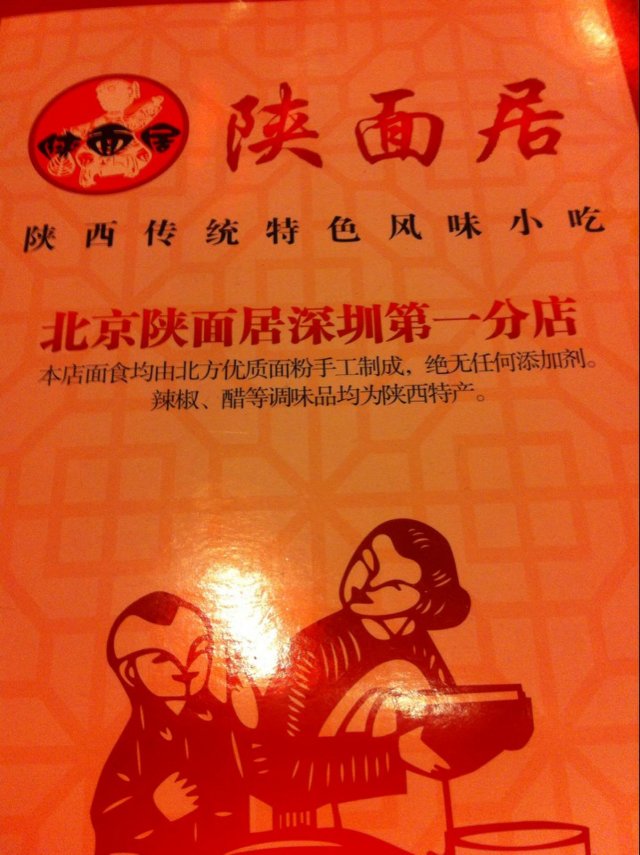 陕面居
陕面居
陕西传统特色风味小吃
北京陕面居深圳第一分店
本店面食均由北方优质面粉手工制成，绝无任何添加剂。
辣椒、醋等调味品均为陕西特产。